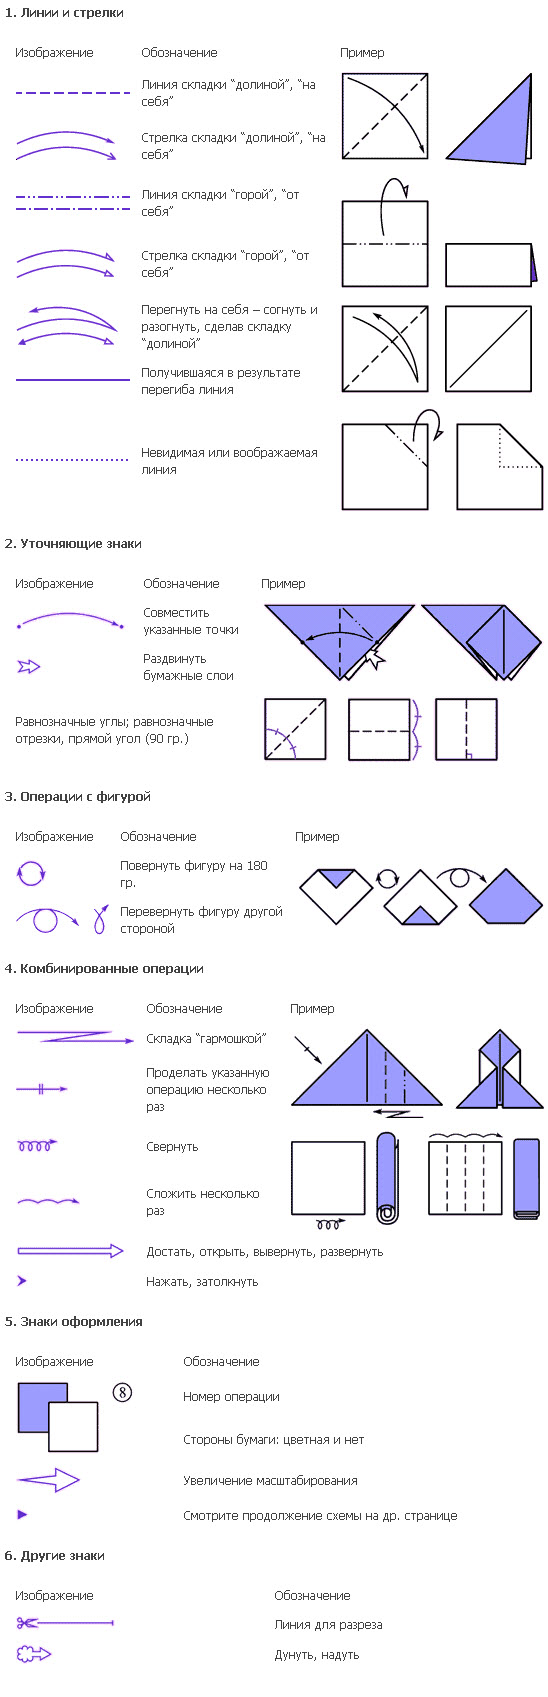 1. Линии и стрелки
Изображение Обозначение Пример
Линия складки “долиной”, “на
себя”
Стрелка складки “долиной”, “на
себя”
Линия складки “горой”, “от
себя”
Стрелка складки “горой”, “от
себя”
Перегнуть на себя – согнуть и
разогнуть, сделав складку
“долиной”
Получившаяся в результате
перегиба линия
Невидимая или воображаемая
линия
2. Уточняющие знаки
Изображение Обозначение Пример
Совместить
указанные точки
Раздвинуть
бумажные слои
Равнозначные углы; равнозначные
отрезки, прямой угол (90 гр.)
3. Операции с фигурой
Изображение Обозначение Пример
Повернуть фигуру на 180
гр.
Перевернуть фигуру другой
стороной
4. Комбинированные операции
Изображение Обозначение Пример
Складка “гармошкой”
Проделать указанную
операцию несколько
раз
Свернуть
Сложить несколько
раз
Достать, открыть, вывернуть, развернуть
Нажать, затолкнуть
5. Знаки оформления
Изображение Обозначение
8
Номер операции
Стороны бумаги: цветная и нет
Увеличение масштабирования
Смотрите продолжение схемы на др. странице
6. Другие знаки
Изображение Обозначение
Линия для разреза
Дунуть, надуть